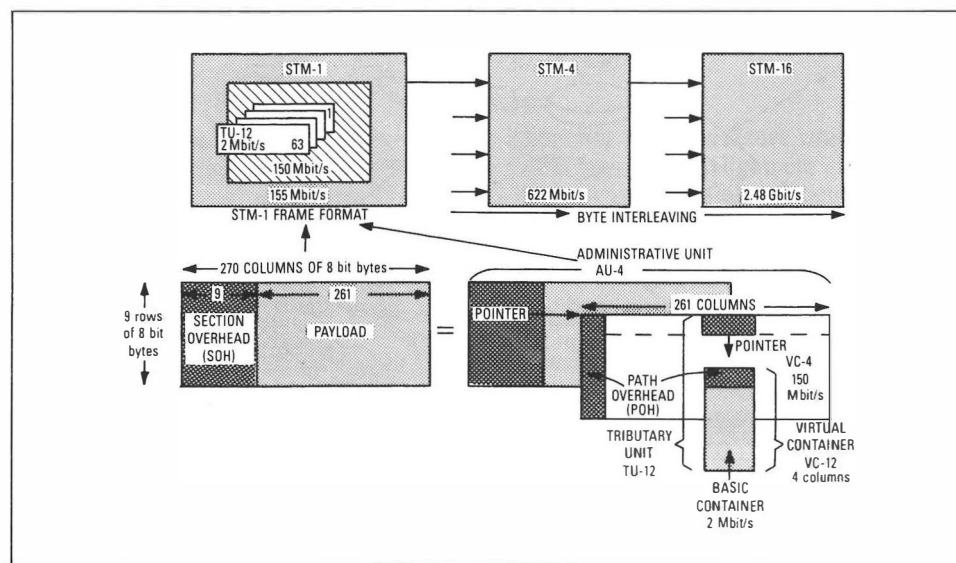 STM-1
STM-4
STM-16
1
TU-12
2 Mbit/s
63
150 Mbit/s
155 Mbit/s
622 Mbit/s
2.48 Gbit/s
STM-1 FRAME FORMAT
BYTE INTERLEAVING
ADMINISTRATIVE UNIT
AU-4
270 COLUMNS OF 8 bit bytes
9
261
261 COLUMNS
9 rows
of 8 bit
bytes
SECTION
OVERHEAD
(SOH)
PAYLOAD
=
POINTER
POINTER
VC-4
150
Mbit/s
PATH
OVERHEAD
(POH)
TRIBUTARY
UNIT
TU-12
VIRTUAL
CONTAINER
VC-12
4 columns
BASIC
CONTAINER
2 Mbit/s